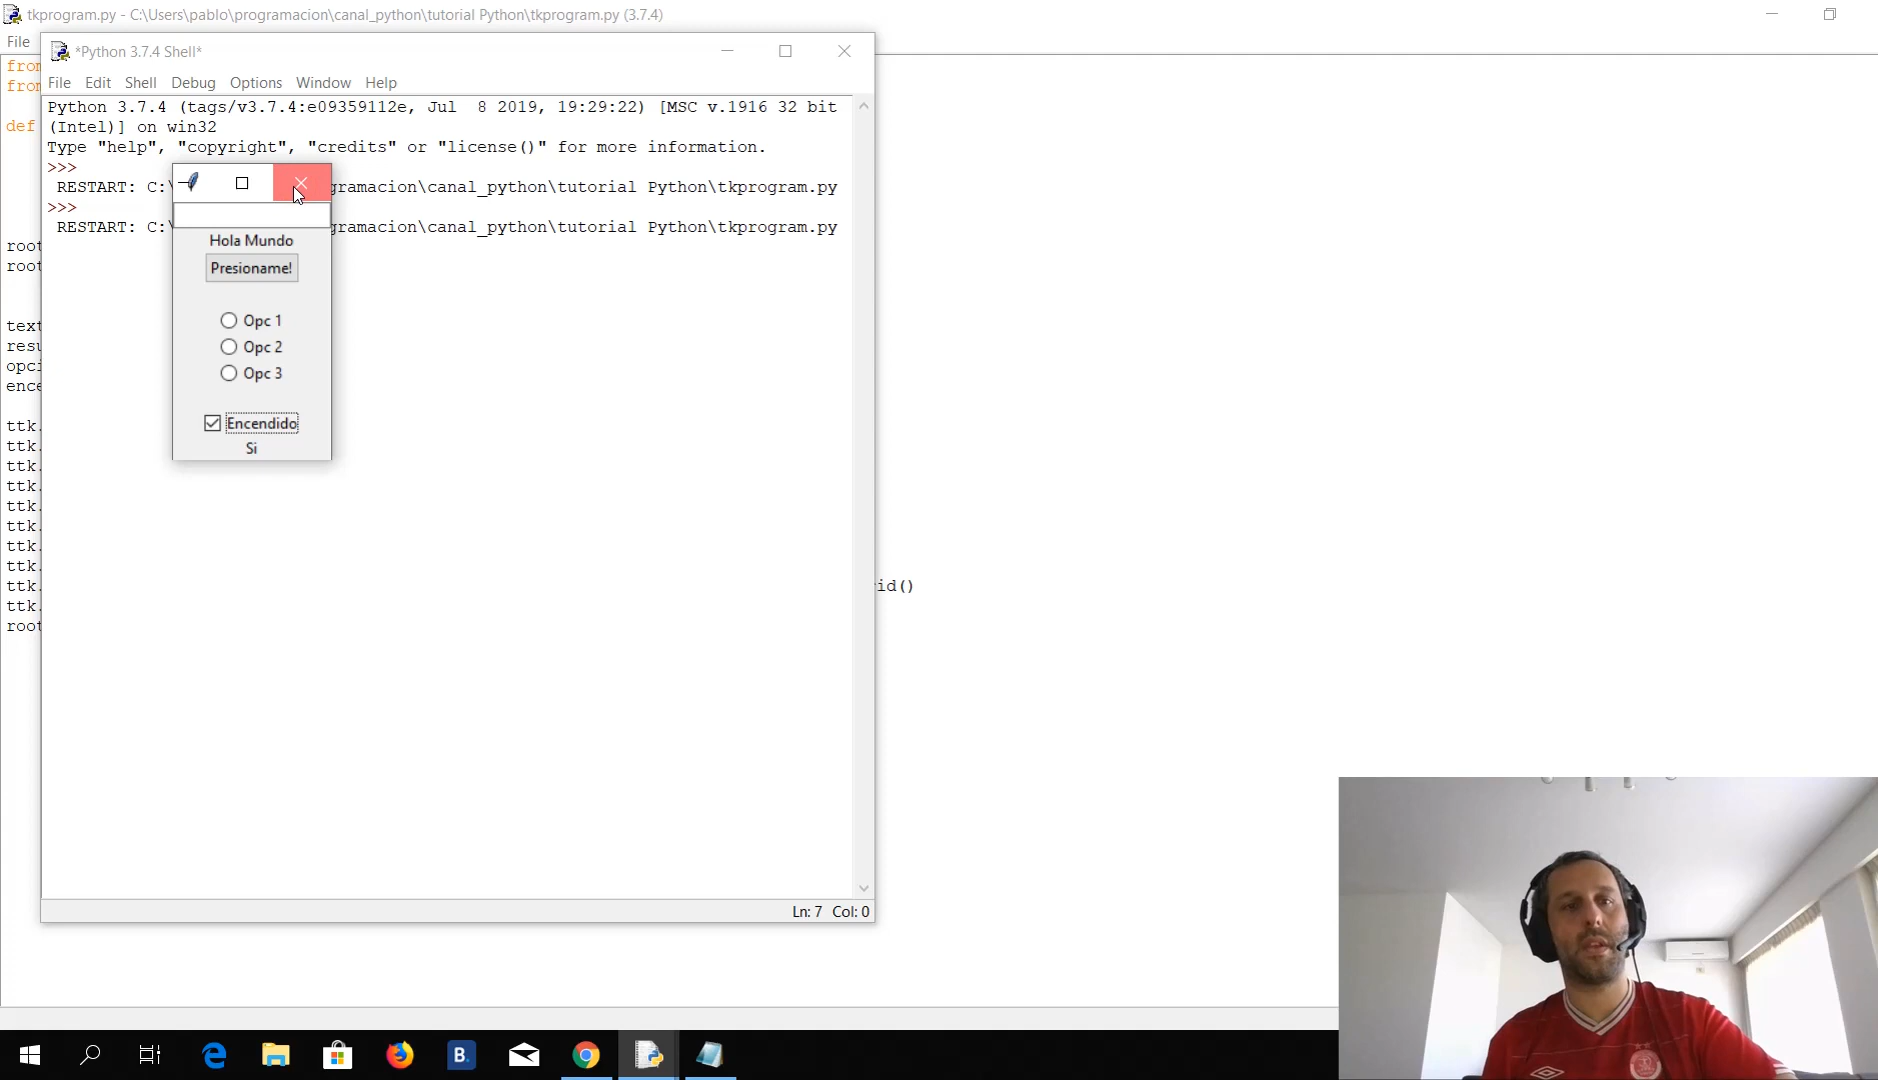 tkprogram.py - C:\Users\pablo\programacion\canal_python\tutorial Python\tkprogram.py (3.7.4)
File
*Python 3.7.4 Shell*
File Edit Shell Debug Options Window Help
Python 3.7.4 (tags/v3.7.4:e09359112e, Jul  8 2019, 19:29:22) [MSC v.1916 32 bit
(Intel)] on win32
Type "help", "copyright", "credits" or "license()" for more information.
>>>
RESTART: C:\ gramacion\canal_python\tutorial Python\tkprogram.py
>>>
RESTART: C:\ gramacion\canal_python\tutorial Python\tkprogram.py
Hola Mundo
Presioname!
Opc 1
Opc 2
Opc 3
Encendido
Si
from
from
def
root
root
text
resu
opci
ence
ttk.
ttk.
ttk.
ttk.
ttk.
ttk.
ttk.
ttk.
ttk. id()
ttk.
root
Ln: 7 Col: 0
B.